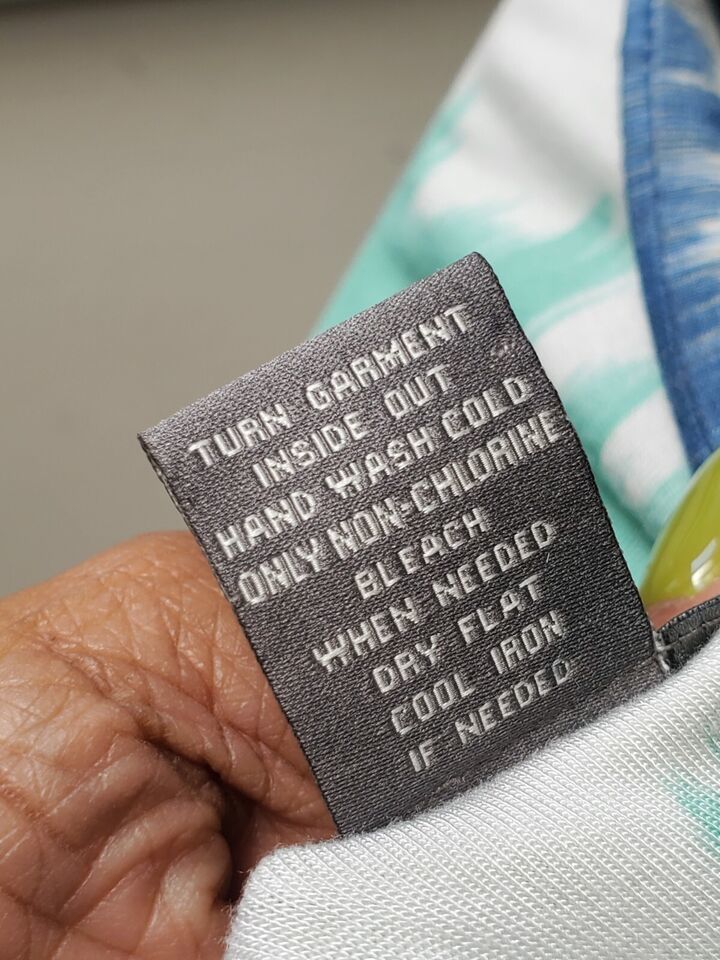 TURN GARMENT
INSIDE OUT
HAND WASH COLD
ONLY NON-CHLORINE
BLEACH
WHEN NEEDED
DRY FLAT
COOL IRON
IF NEEDED